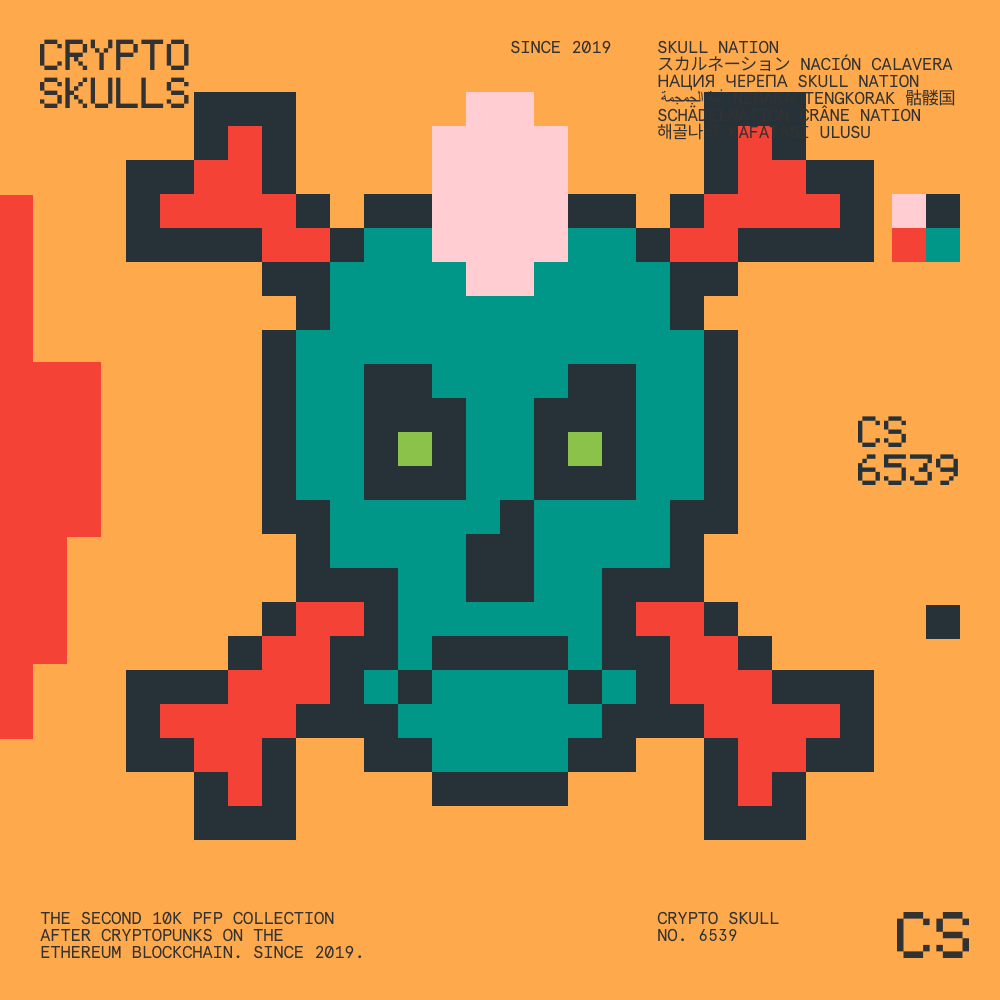 CRYPTO
SKULLS
SINCE 2019
SKULL NATION
スカルネーション NACIÓN CALAVERA
НАЦИЯ ЧЕРЕПА SKULL NATION
الجمجمة TENGKORAK 骷髅国
CRÂNE NATION
ULUSU
CS
6539
THE SECOND 10K PFP COLLECTION
AFTER CRYPTOPUNKS ON THE
ETHEREUM BLOCKCHAIN. SINCE 2019.
CRYPTO SKULL
NO. 6539
CS